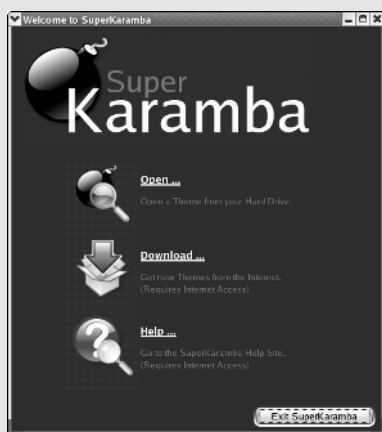 Welcome to SuperKaramba
Super
Karamba
Open ...
Open a Theme from your Hard Drive.
Download ...
Get new Themes from the Internet.
(Requires Internet Access)
Help ...
Go to the SuperKaramba Help Site.
(Requires Internet Access)
Exit SuperKaramba